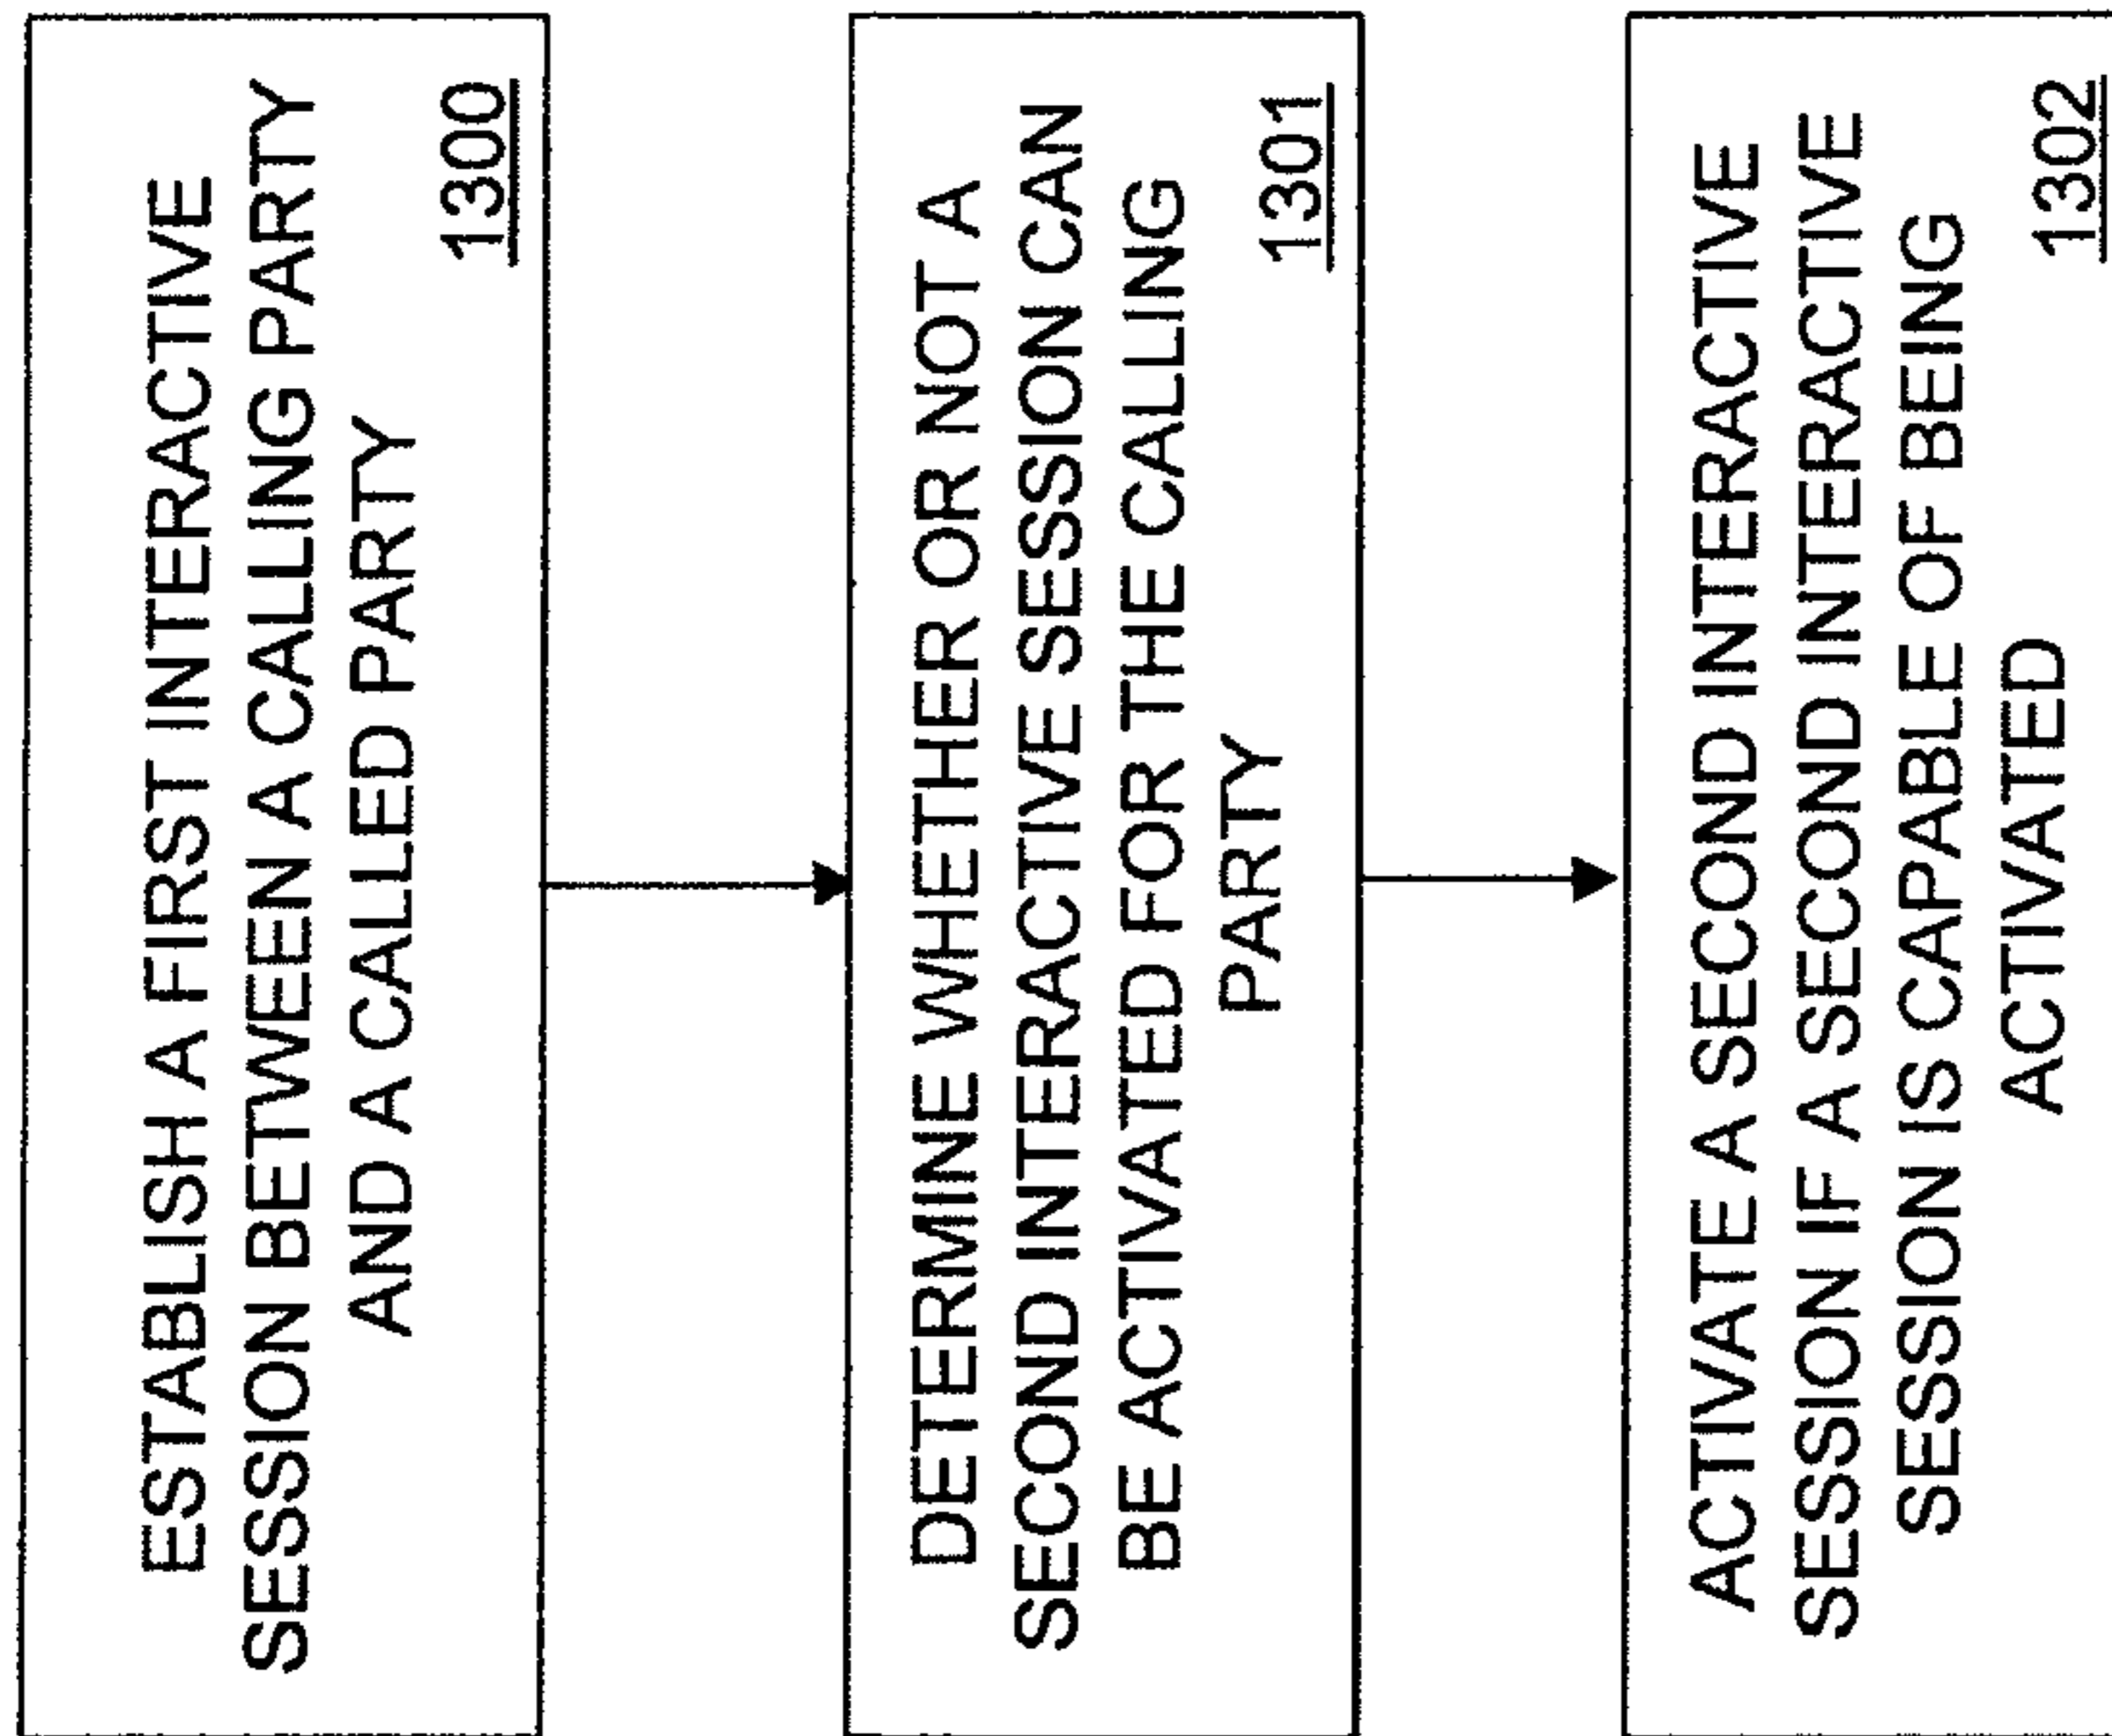 ESTABLISH A FIRST INTERACTIVE
SESSION BETWEEN A CALLING PARTY
AND A CALLED PARTY
1300
DETERMINE WHETHER OR NOT A
SECOND INTERACTIVE SESSION CAN
BE ACTIVATED FOR THE CALLING
PARTY
1301
ACTIVATE A SECOND INTERACTIVE
SESSION IF A SECOND INTERACTIVE
SESSION IS CAPABLE OF BEING
ACTIVATED
1302